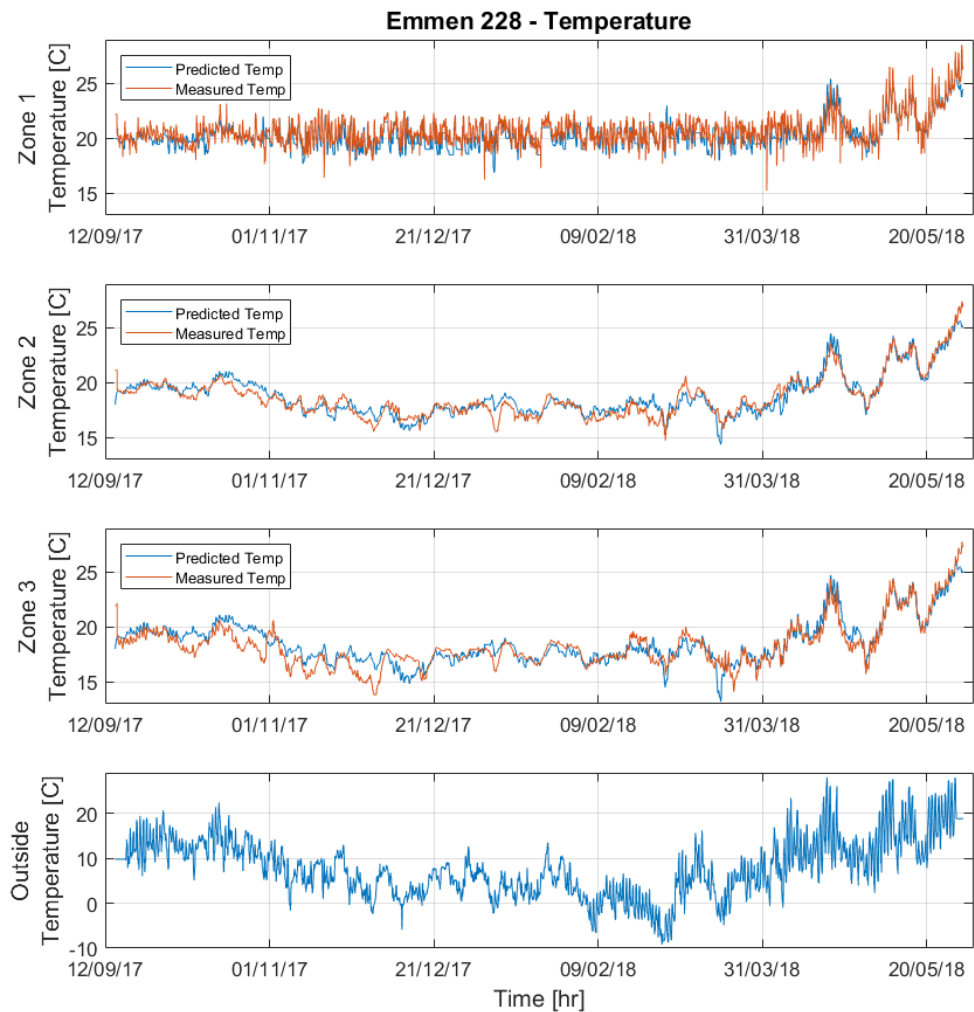 Emmen 228 - Temperature
Zone 1
Temperature [C]
25
20
15
Predicted Temp
Measured Temp
12/09/17 01/11/17 21/12/17 09/02/18 31/03/18 20/05/18
Zone 2
Temperature [C]
25
20
15
Predicted Temp
Measured Temp
12/09/17 01/11/17 21/12/17 09/02/18 31/03/18 20/05/18
Zone 3
Temperature [C]
25
20
15
Predicted Temp
Measured Temp
12/09/17 01/11/17 21/12/17 09/02/18 31/03/18 20/05/18
Outside
Temperature [C]
20
10
0
-10
12/09/17 01/11/17 21/12/17 09/02/18 31/03/18 20/05/18
Time [hr]